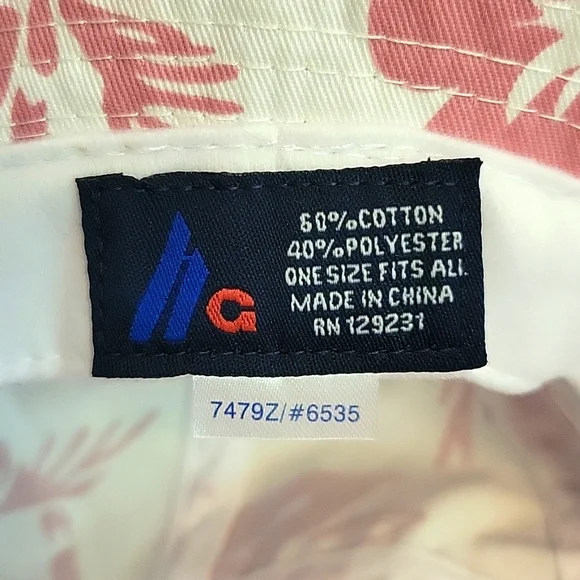 G
60%COTTON
40%POLYESTER
ONE SIZE FITS ALL
MADE IN CHINA
RN 129231
7479Z/#6535